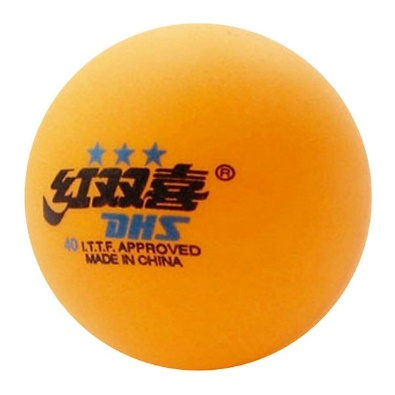 ★★★
红双喜®
DHS
40 I.T.T.F. APPROVED
MADE IN CHINA